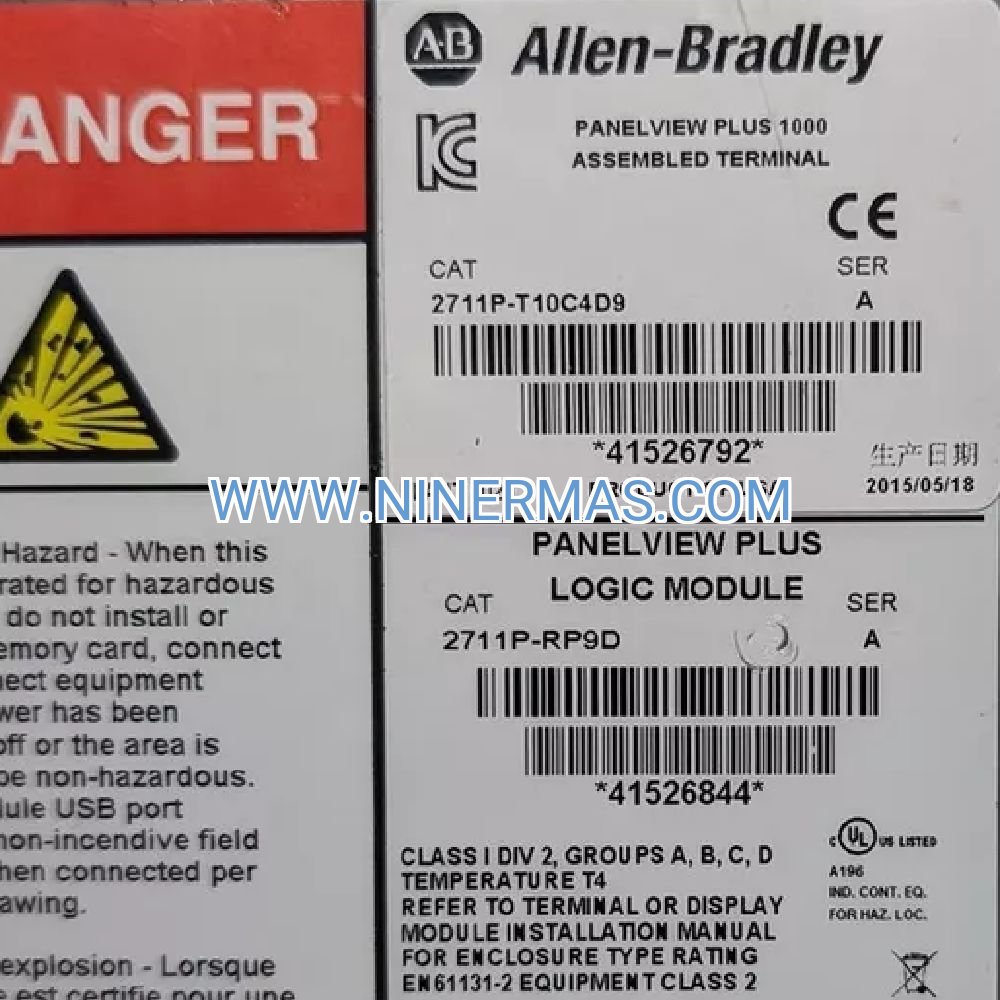 ANGER
Hazard - When this
rated for hazardous
do not install or
emory card, connect
nect equipment
wer has been
off or the area is
be non-hazardous.
dule USB port
non-incendive field
hen connected per
awing.
explosion - Lorsque
e est certifie pour une
A-B Allen-Bradley
PANELVIEW PLUS 1000
ASSEMBLED TERMINAL
CE
CAT SER
2711P-T10C4D9 A
*41526792*
生产日期
2015/05/18
WWW.NINERMAS.COM
PANELVIEW PLUS
LOGIC MODULE
CAT SER
2711P-RP9D A
*41526844*
CLASS I DIV 2, GROUPS A, B, C, D
TEMPERATURE T4
REFER TO TERMINAL OR DISPLAY
MODULE INSTALLATION MANUAL
FOR ENCLOSURE TYPE RATING
EN61131-2 EQUIPMENT CLASS 2
C UL US LISTED
A196
IND. CONT. EQ.
FOR HAZ. LOC.